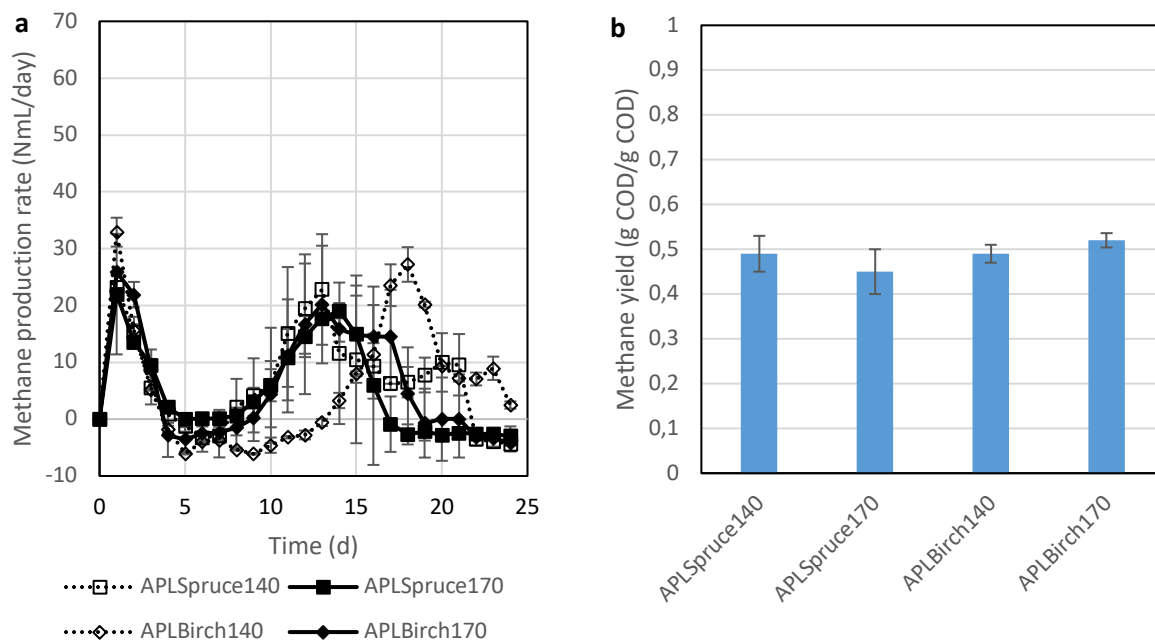 a
Methane production rate (NmL/day)
70
60
50
40
30
20
10
0
-10
0 5 10 15 20 25
Time (d)
APLSpruce140 APLSpruce170
APLBirch140 APLBirch170
b
Methane yield (g COD/g COD)
1
0,9
0,8
0,7
0,6
0,5
0,4
0,3
0,2
0,1
0
APLSpruce140
APLSpruce170
APLBirch140
APLBirch170